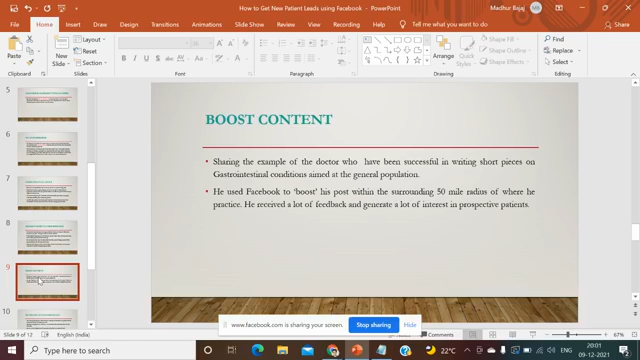 How to Get New Patient Leads using Facebook - PowerPoint
Madhur Bajaj
MB
File Home Insert Draw Design Transitions Animations Slide Show Review View Recording Help Tell me what you want to do
Paste
New Slide
Layout
Reset
Section
Arrange
Shape Fill
Shape Outline
Shape Effects
Find
Replace
Select
Clipboard
Slides
Font
Paragraph
Drawing
Editing
5
6
7
8
9
10
BOOST CONTENT
• Sharing the example of the doctor who have been successful in writing short pieces on
Gastrointestinal conditions aimed at the general population.
• He used Facebook to ‘boost’ his post within the surrounding 50 mile radius of where he
practice. He received a lot of feedback and generate a lot of interest in prospective patients.
www.facebook.com is sharing your screen.
Stop sharing
Hide
Slide 9 of 12
English (India)
Comments
67%
Type here to search
22°C
ENG
20:01
09-12-2021